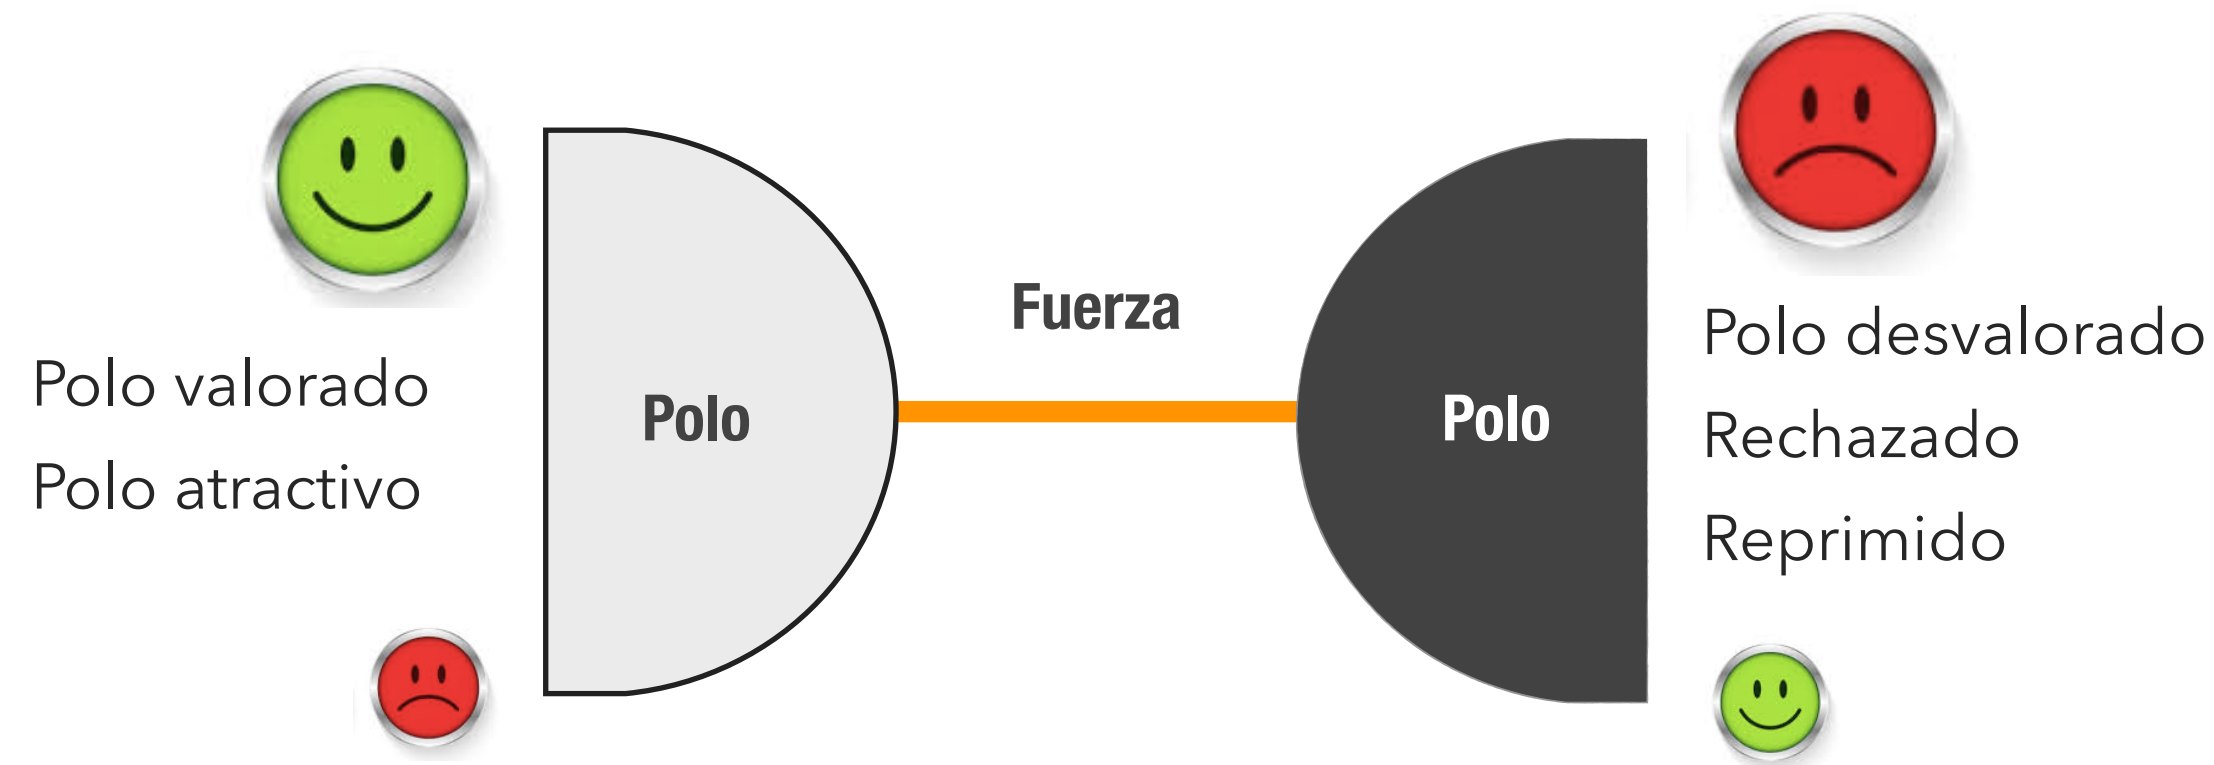 Polo valorado
Polo atractivo
Polo
Fuerza
Polo
Polo desvalorado
Rechazado
Reprimido